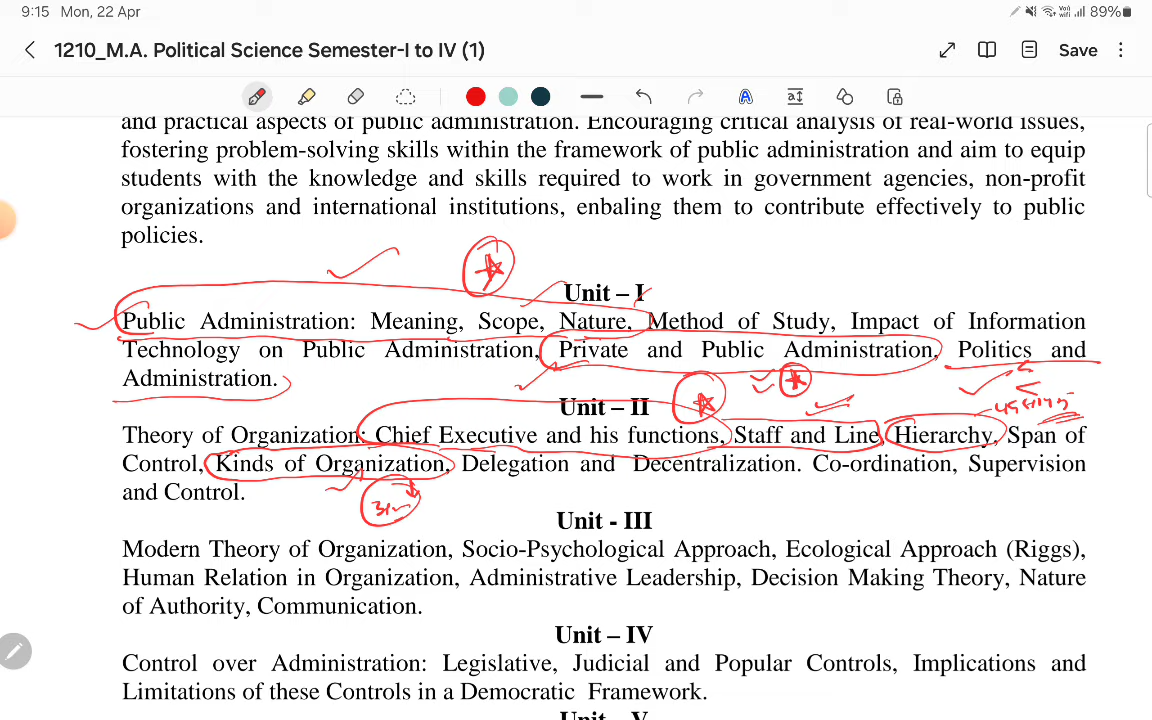 9:15 Mon, 22 Apr
89%
1210_M.A. Political Science Semester-I to IV (1)
Save
and practical aspects of public administration. Encouraging critical analysis of real-world issues,
fostering problem-solving skills within the framework of public administration and aim to equip
students with the knowledge and skills required to work in government agencies, non-profit
organizations and international institutions, enbaling them to contribute effectively to public
policies.
Unit – I
Public Administration: Meaning, Scope, Nature, Method of Study, Impact of Information
Technology on Public Administration, Private and Public Administration, Politics and
Administration.
Unit – II
Theory of Organization: Chief Executive and his functions, Staff and Line, Hierarchy, Span of
Control, Kinds of Organization, Delegation and Decentralization. Co-ordination, Supervision
and Control.
Unit - III
Modern Theory of Organization, Socio-Psychological Approach, Ecological Approach (Riggs),
Human Relation in Organization, Administrative Leadership, Decision Making Theory, Nature
of Authority, Communication.
Unit – IV
Control over Administration: Legislative, Judicial and Popular Controls, Implications and
Limitations of these Controls in a Democratic Framework.
Unit – V